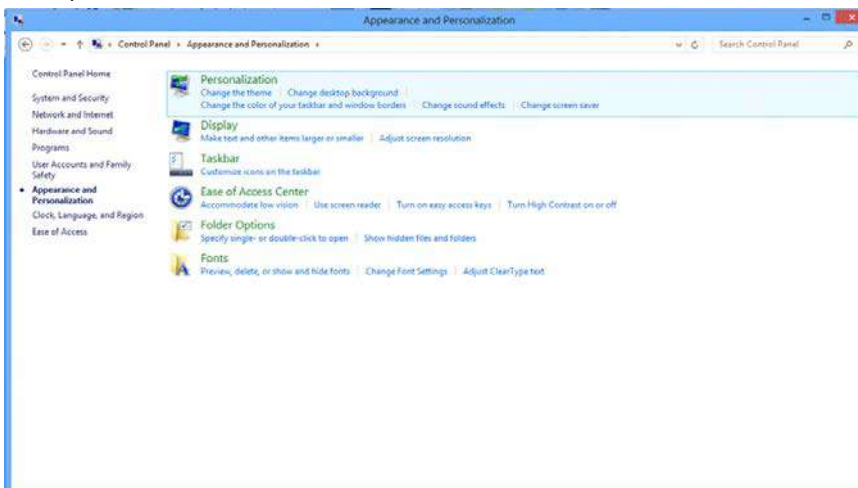 Appearance and Personalization
Control Panel ▸ Appearance and Personalization ▸
Search Control Panel
Control Panel Home
System and Security
Network and Internet
Hardware and Sound
Programs
User Accounts and Family
Safety
Appearance and
Personalization
Clock, Language, and Region
Ease of Access
Personalization
Change the theme | Change desktop background |
Change the color of your taskbar and window borders | Change sound effects | Change screen saver
Display
Make text and other items larger or smaller | Adjust screen resolution
Taskbar
Customize icons on the taskbar
Ease of Access Center
Accommodate low vision | Use screen reader | Turn on easy access keys | Turn High Contrast on or off
Folder Options
Specify single- or double-click to open | Show hidden files and folders
Fonts
Preview, delete, or show and hide fonts | Change Font Settings | Adjust ClearType text